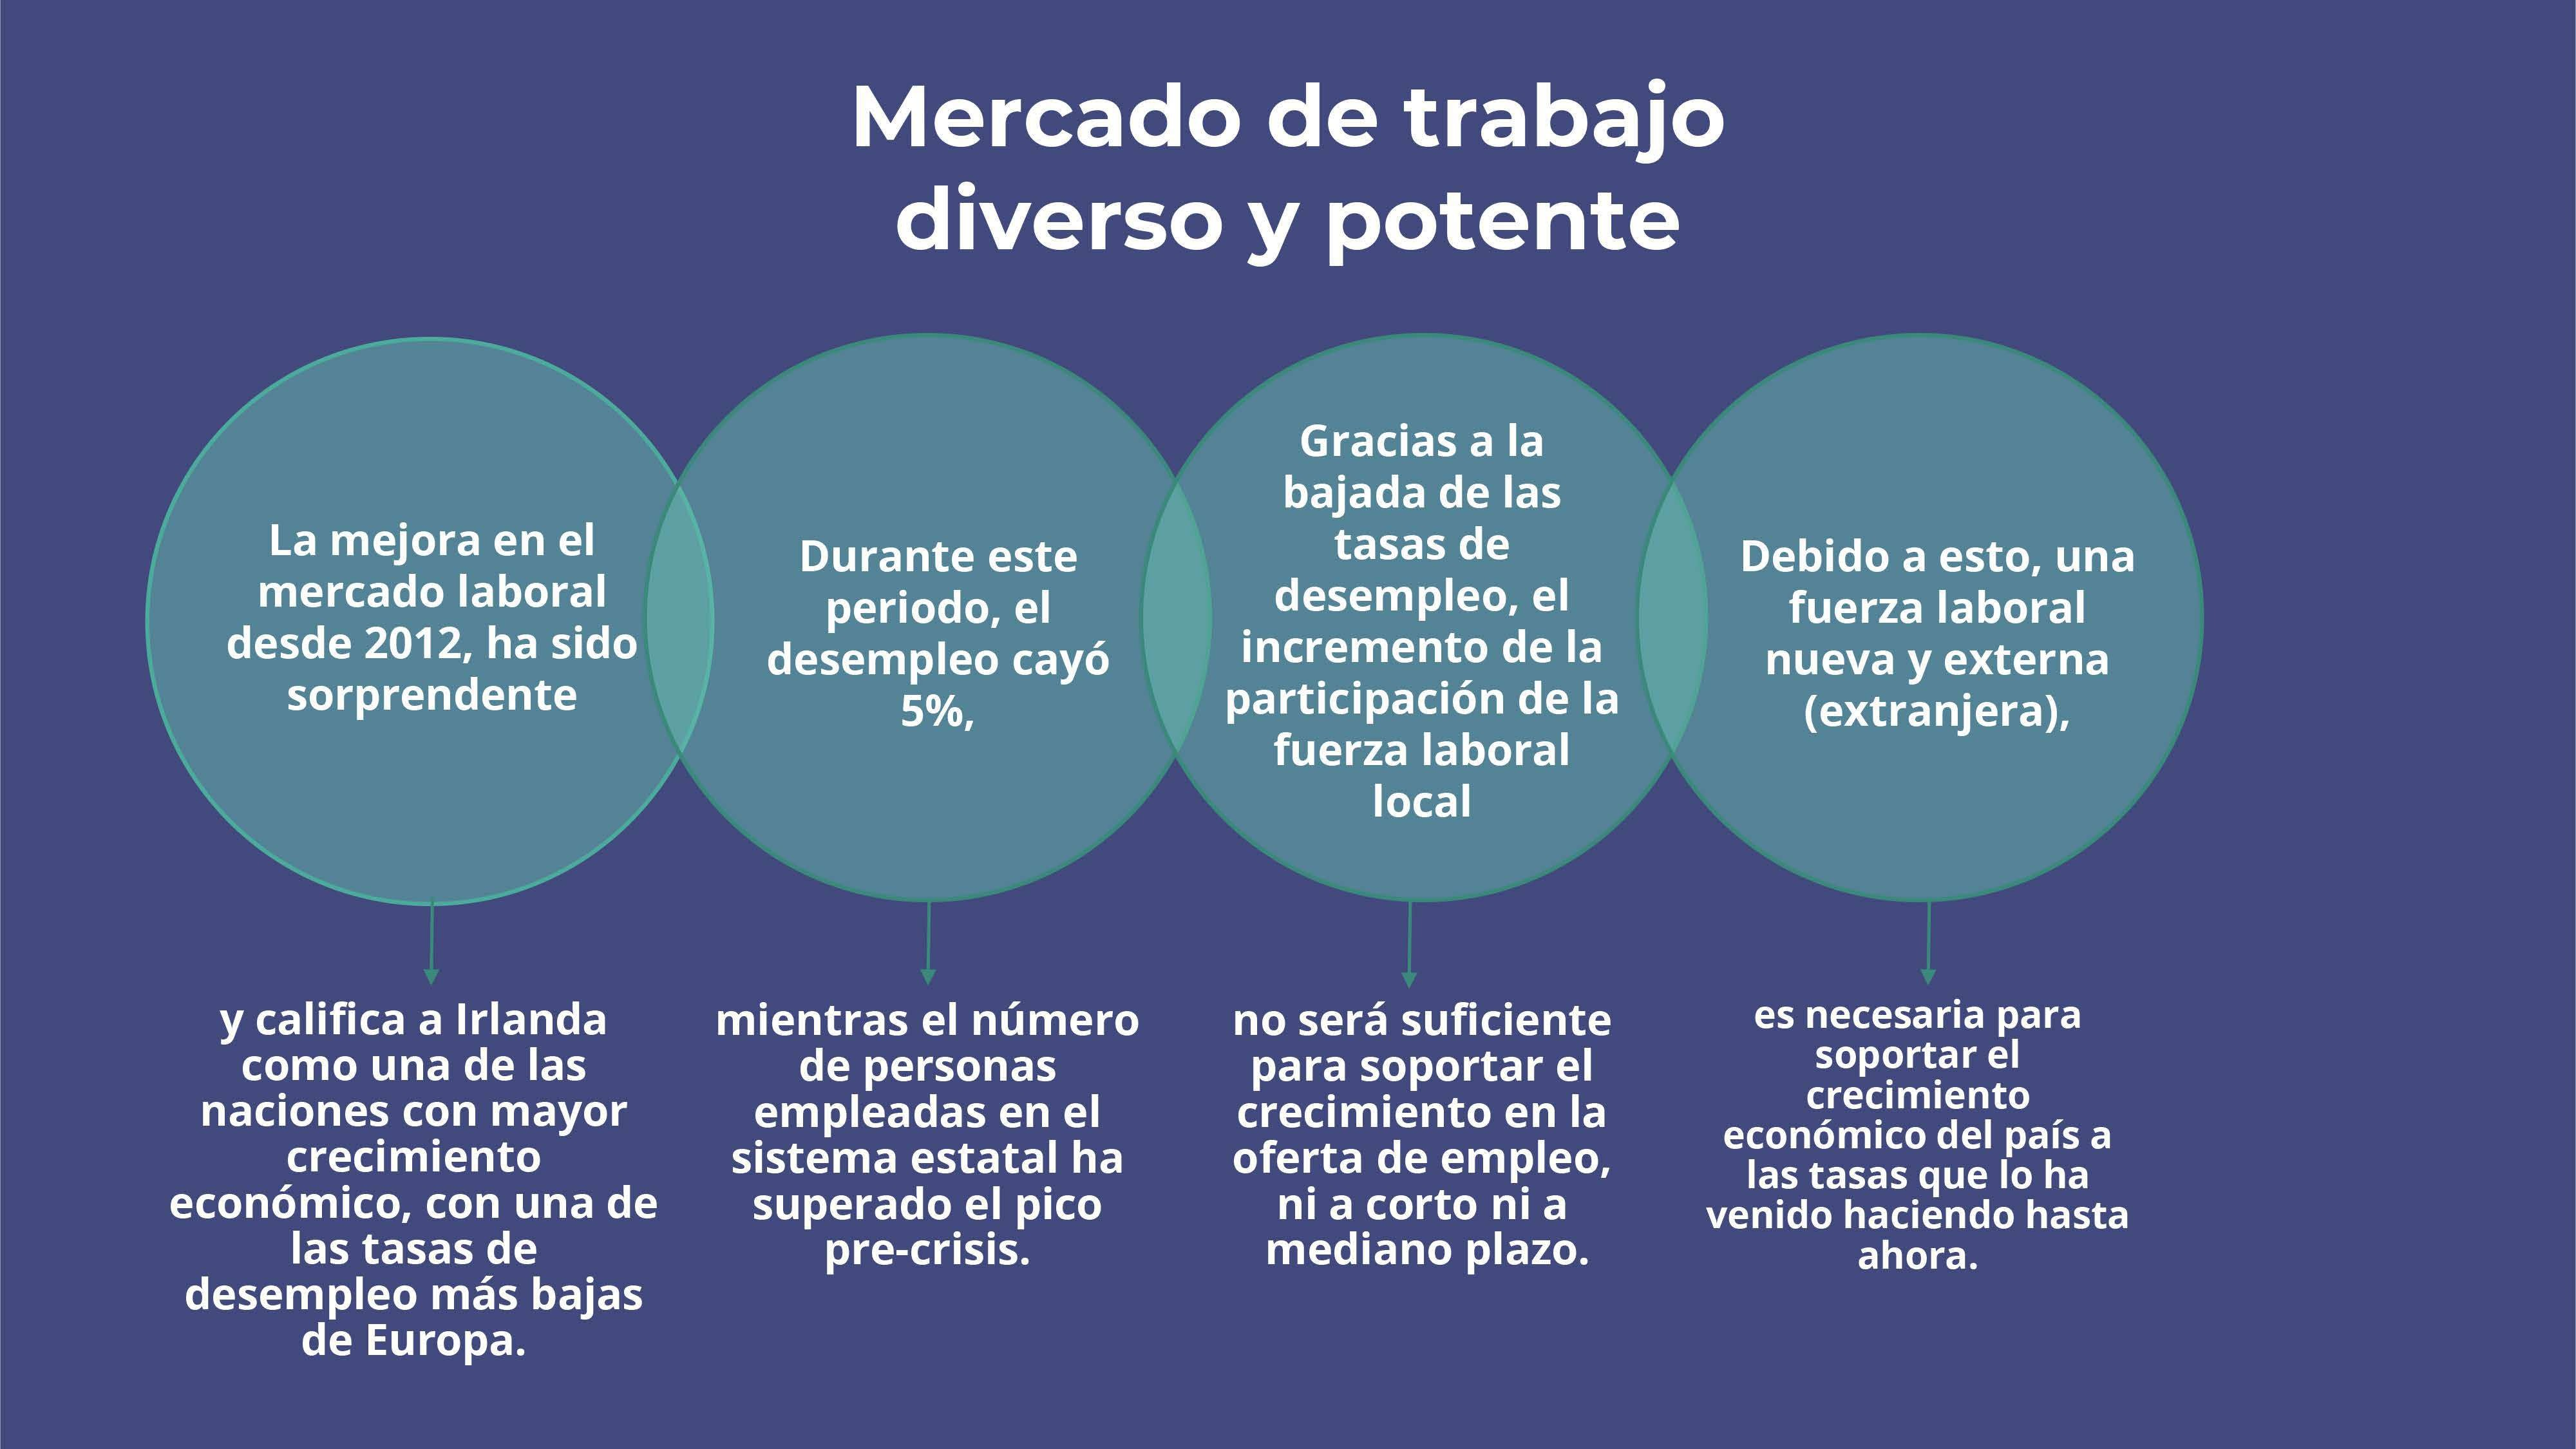 Mercado de trabajo
diverso y potente
La mejora en el
mercado laboral
desde 2012, ha sido
sorprendente
y califica a Irlanda
como una de las
naciones con mayor
crecimiento
económico, con una de
las tasas de
desempleo más bajas
de Europa.
Durante este
periodo, el
desempleo cayó
5%,
mientras el número
de personas
empleadas en el
sistema estatal ha
superado el pico
pre-crisis.
Gracias a la
bajada de las
tasas de
desempleo, el
incremento de la
participación de la
fuerza laboral
local
no será suficiente
para soportar el
crecimiento en la
oferta de empleo,
ni a corto ni a
mediano plazo.
Debido a esto, una
fuerza laboral
nueva y externa
(extranjera),
es necesaria para
soportar el
crecimiento
económico del país a
las tasas que lo ha
venido haciendo hasta
ahora.